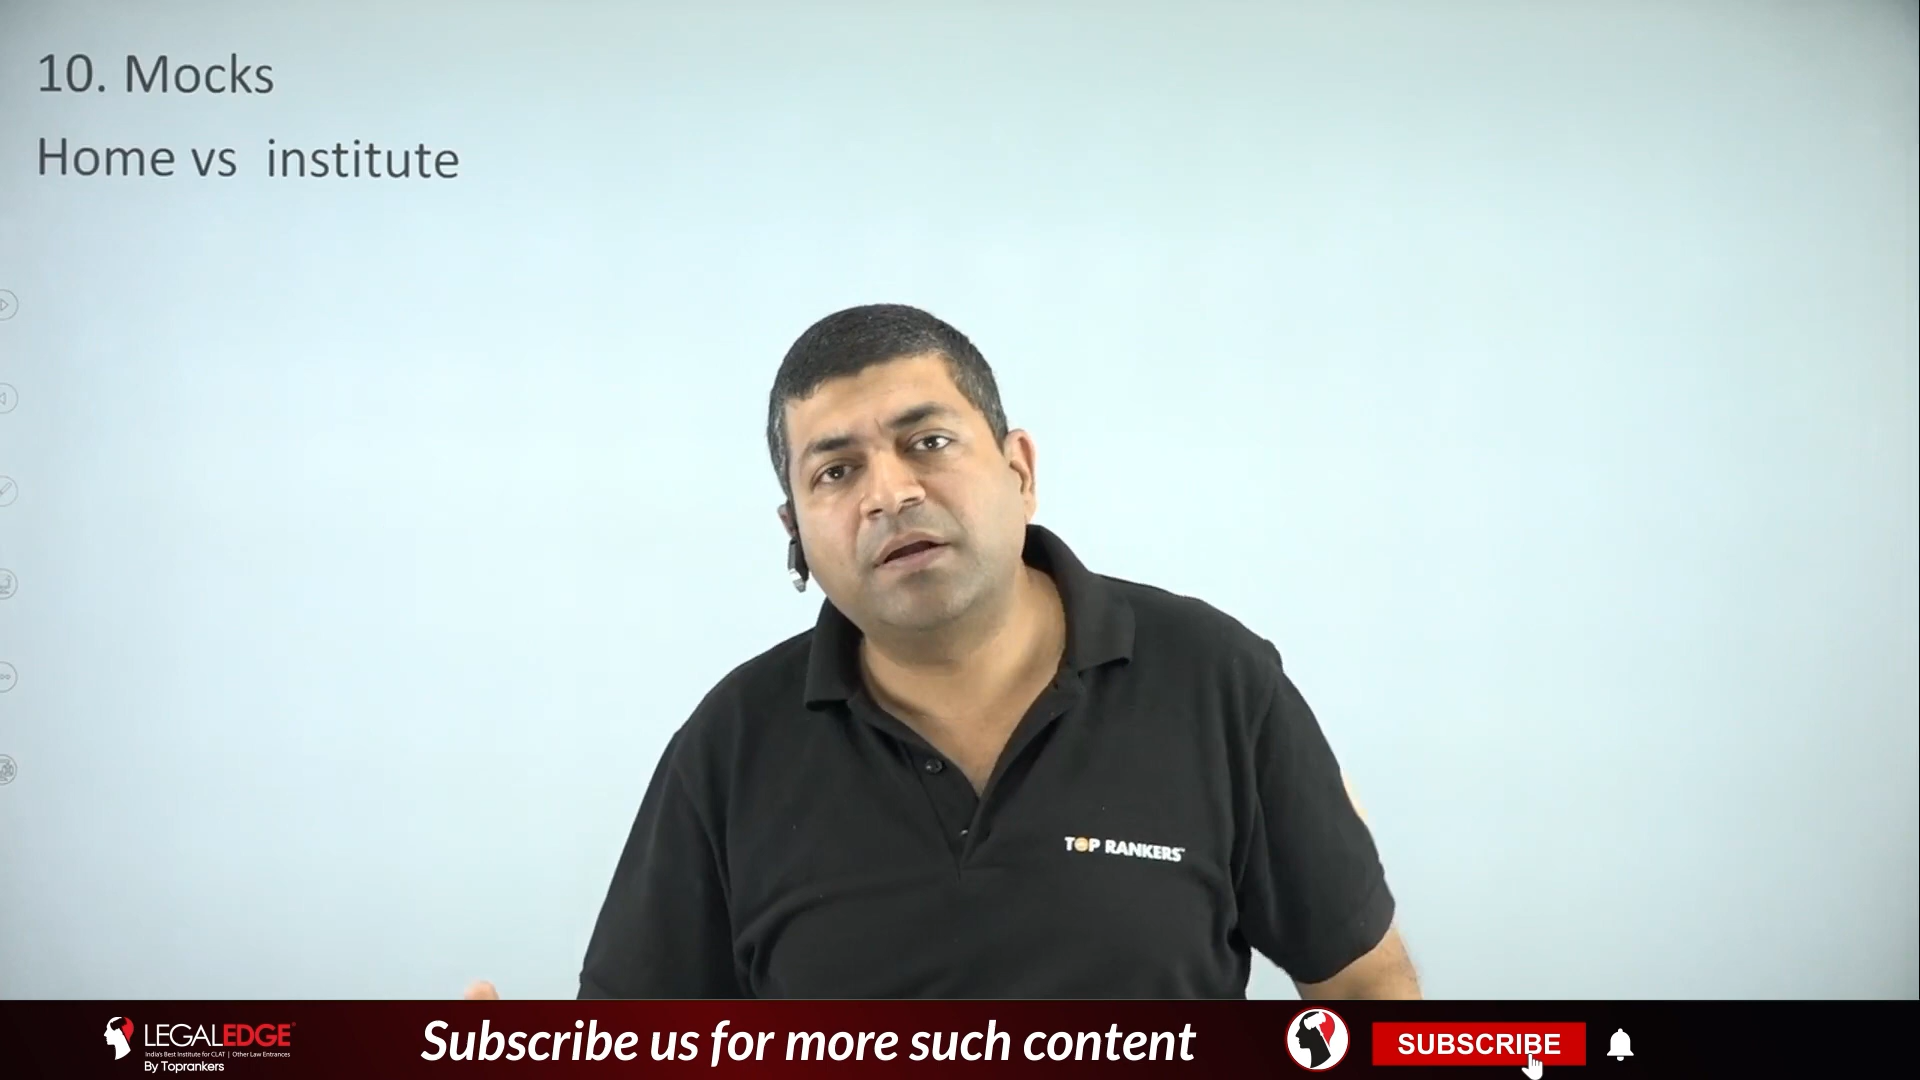 10. Mocks
Home vs institute
TOP RANKERS
LEGALEDGE
India's Best Institute for CLAT | Other Law Entrances
By Toprankers
Subscribe us for more such content
SUBSCRIBE